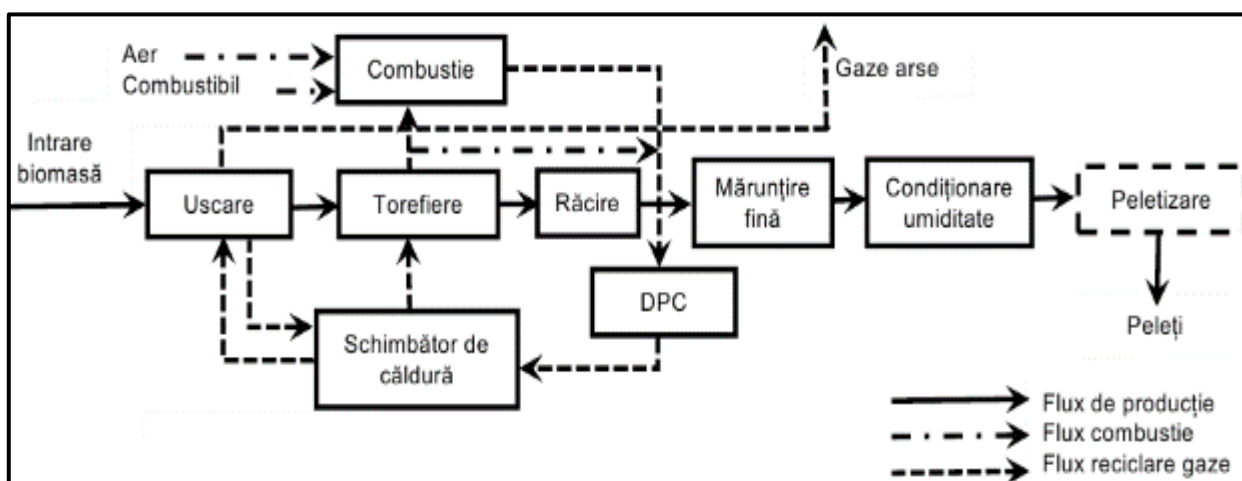 Aer
Combustibil
Combustie
Gaze arse
Intrare
biomasă
Uscare
Torefiere
Răcire
Mărunțire
fină
Condiționare
umiditate
Peletizare
DPC
Schimbător de
căldură
Peleți
Flux de producție
Flux combustie
Flux reciclare gaze